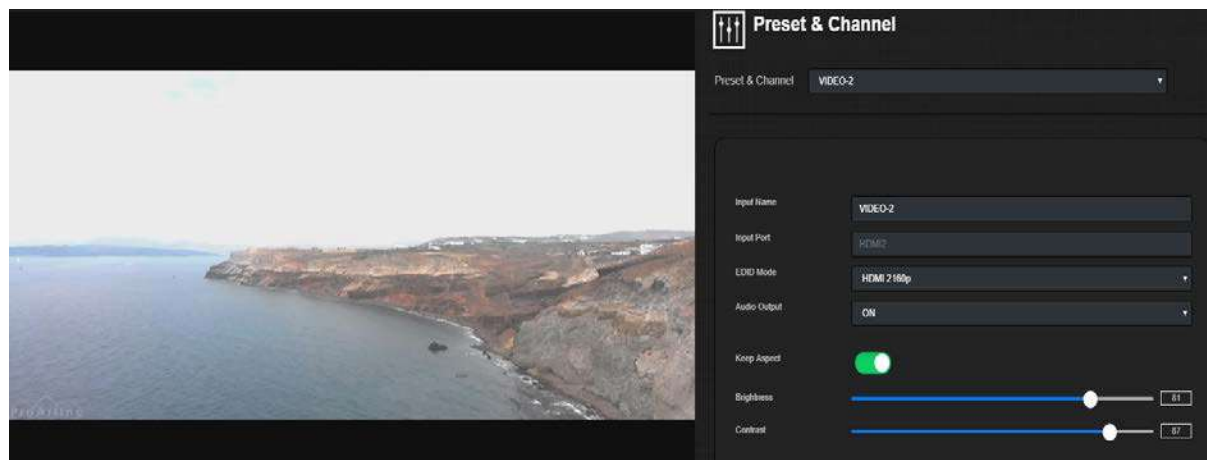 Preset & Channel
Preset & Channel VIDEO-2
Input Name VIDEO-2
Input Port HDMI2
EDID Mode HDMI 2160p
Audio Output ON
Keep Aspect
Brightness 81
Contrast 87